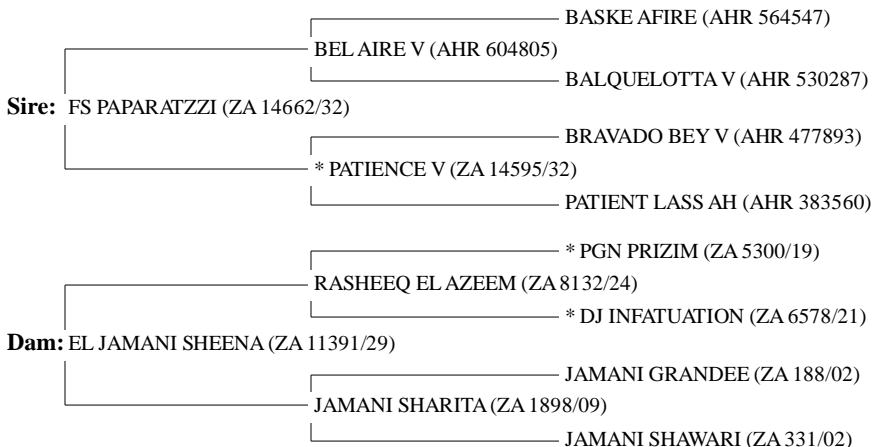 BASKE AFIRE (AHR 564547)
BEL AIRE V (AHR 604805)
BALQUELOTTA V (AHR 530287)
Sire: FS PAPARATZZI (ZA 14662/32)
BRAVADO BEY V (AHR 477893)
* PATIENCE V (ZA 14595/32)
PATIENT LASS AH (AHR 383560)
* PGN PRIZIM (ZA 5300/19)
RASHEEQ EL AZEEM (ZA 8132/24)
* DJ INFATUATION (ZA 6578/21)
Dam: EL JAMANI SHEENA (ZA 11391/29)
JAMANI GRANDEE (ZA 188/02)
JAMANI SHARITA (ZA 1898/09)
JAMANI SHAWARI (ZA 331/02)